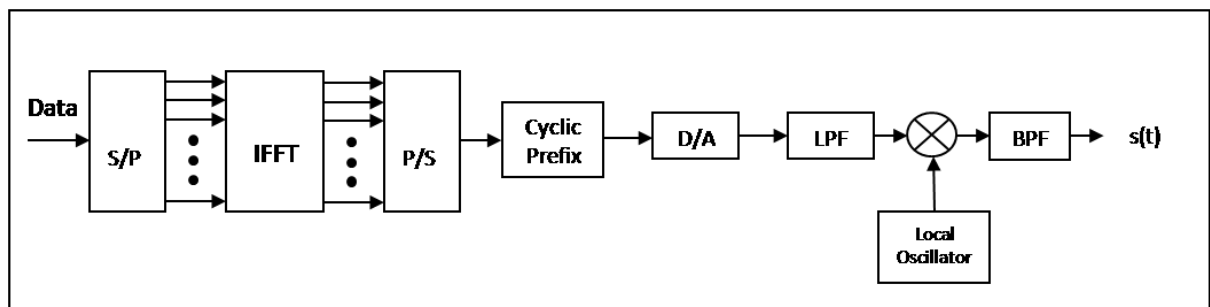 Data
S/P
IFFT
P/S
Cyclic
Prefix
D/A
LPF
BPF
s(t)
Local
Oscillator